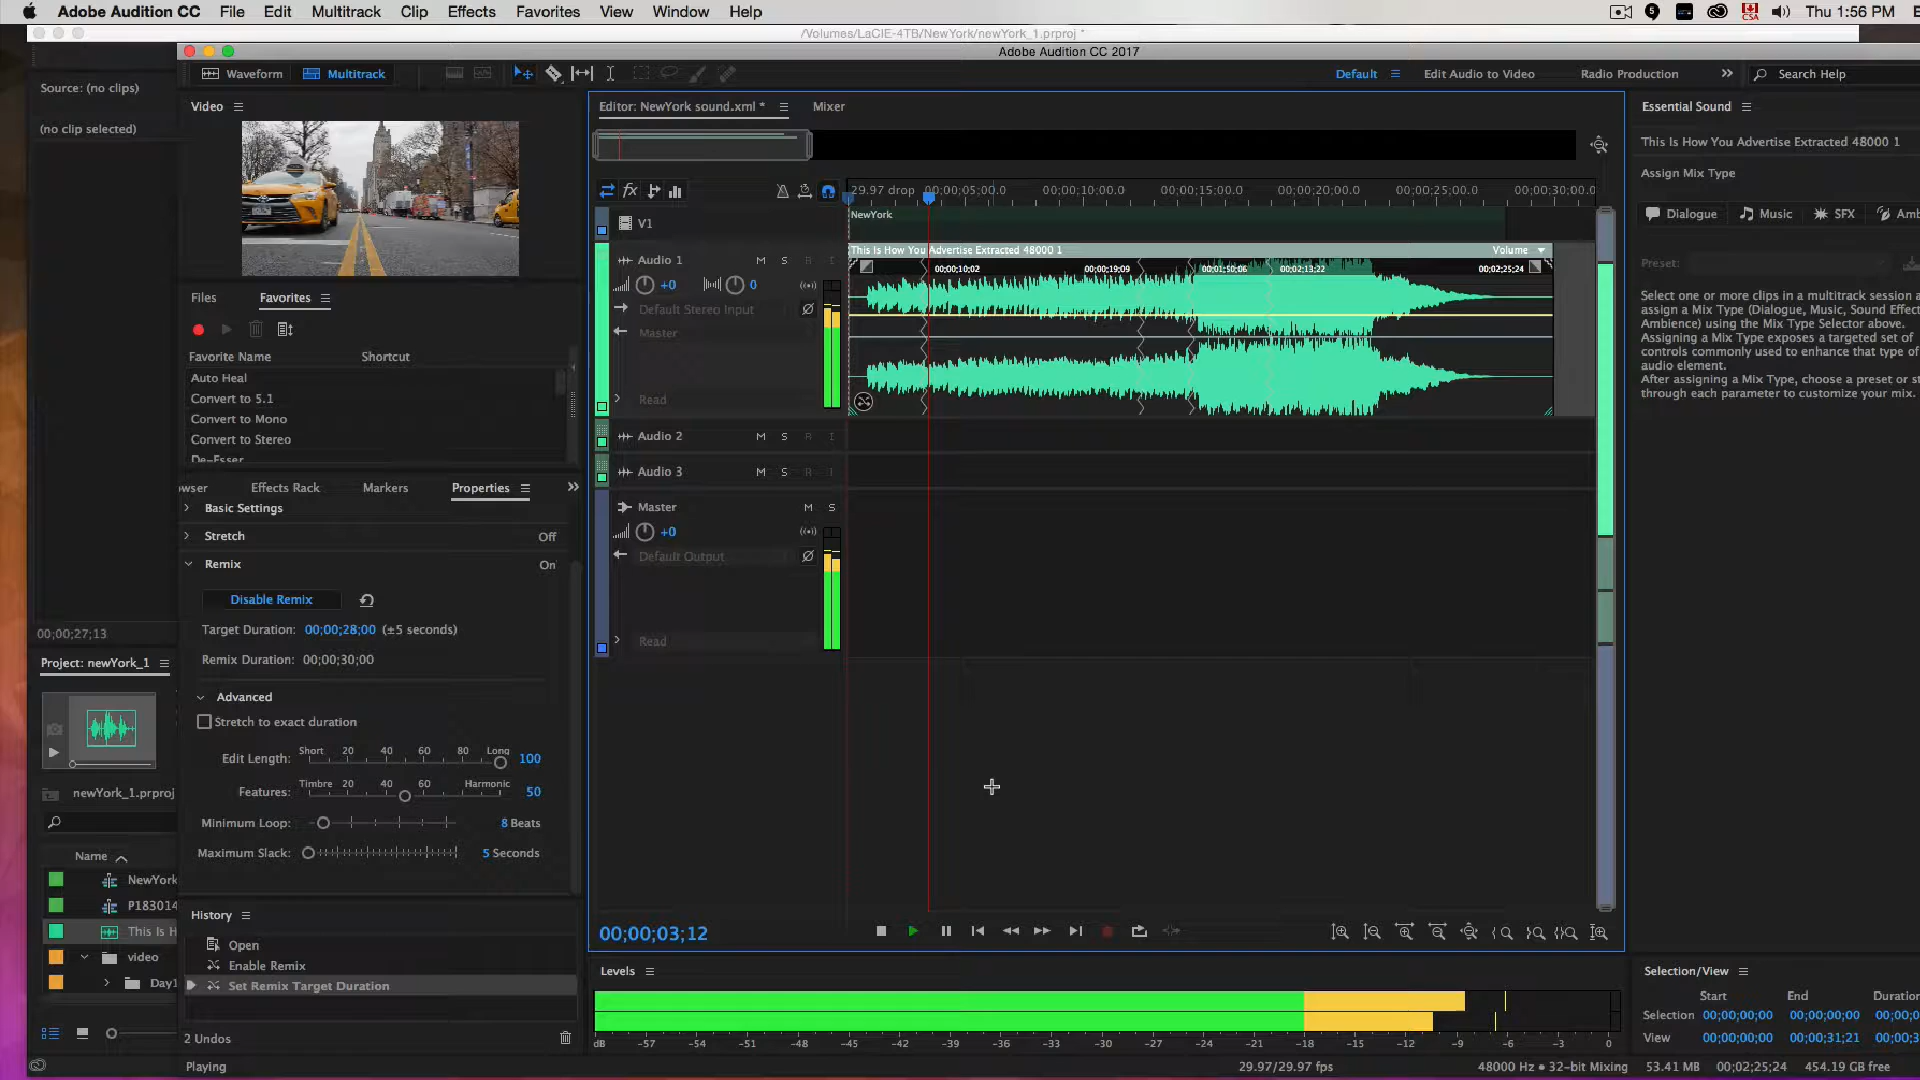 Adobe Audition CC File Edit Multitrack Clip Effects Favorites View Window Help
5 CSA Thu 1:56 PM
/Volumes/LaCIE-4TB/NewYork/newYork_1.prproj *
Adobe Audition CC 2017
Waveform Multitrack
Default Edit Audio to Video Radio Production Search Help
Source: (no clips)
(no clip selected)
Video
Editor: NewYork sound.xml * Mixer
Essential Sound
This Is How You Advertise Extracted 48000 1
Assign Mix Type
Dialogue Music SFX Amb
Preset:
Select one or more clips in a multitrack session a
assign a Mix Type (Dialogue, Music, Sound Effect
Ambience) using the Mix Type Selector above.
Assigning a Mix Type exposes a targeted set of
controls commonly used to enhance that type of
audio element.
After assigning a Mix Type, choose a preset or st
through each parameter to customize your mix.
fx
29.97 drop 00;00;05;00.0 00;00;10;00.0 00;00;15;00.0 00;00;20;00.0 00;00;25;00.0 00;00;30;00.0
V1
NewYork
This Is How You Advertise Extracted 48000 1 Volume
00;00;10;02 00;00;19;09 00;01;50;06 00;02;13;22 00;02;25;24
Audio 1 M S R I
+0 0
Default Stereo Input
Master
Read
Audio 2 M S R I
Audio 3 M S R I
Master M S
+0
Default Output
Read
Files Favorites
Favorite Name Shortcut
Auto Heal
Convert to 5.1
Convert to Mono
Convert to Stereo
De-Esser
owser Effects Rack Markers Properties
Basic Settings
Stretch Off
Remix On
Disable Remix
Target Duration: 00;00;28;00 (±5 seconds)
Remix Duration: 00;00;30;00
Advanced
Stretch to exact duration
Short 20 40 60 80 Long
Edit Length: 100
Timbre 20 40 60 Harmonic
Features: 50
Minimum Loop: 8 Beats
Maximum Slack: 5 Seconds
00;00;27;13
Project: newYork_1
newYork_1.prproj
Name
NewYork
P183014
This Is H
video
Day1
History
Open
Enable Remix
Set Remix Target Duration
2 Undos
Playing
00;00;03;12
Levels
dB -57 -54 -51 -48 -45 -42 -39 -36 -33 -30 -27 -24 -21 -18 -15 -12 -9 -6 -3 0
Selection/View
Start End Duration
Selection 00;00;00;00 00;00;00;00 00;00;0
View 00;00;00;00 00;00;31;21 00;00;3
29.97/29.97 fps 48000 Hz • 32-bit Mixing 53.41 MB 00;02;25;24 454.19 GB free